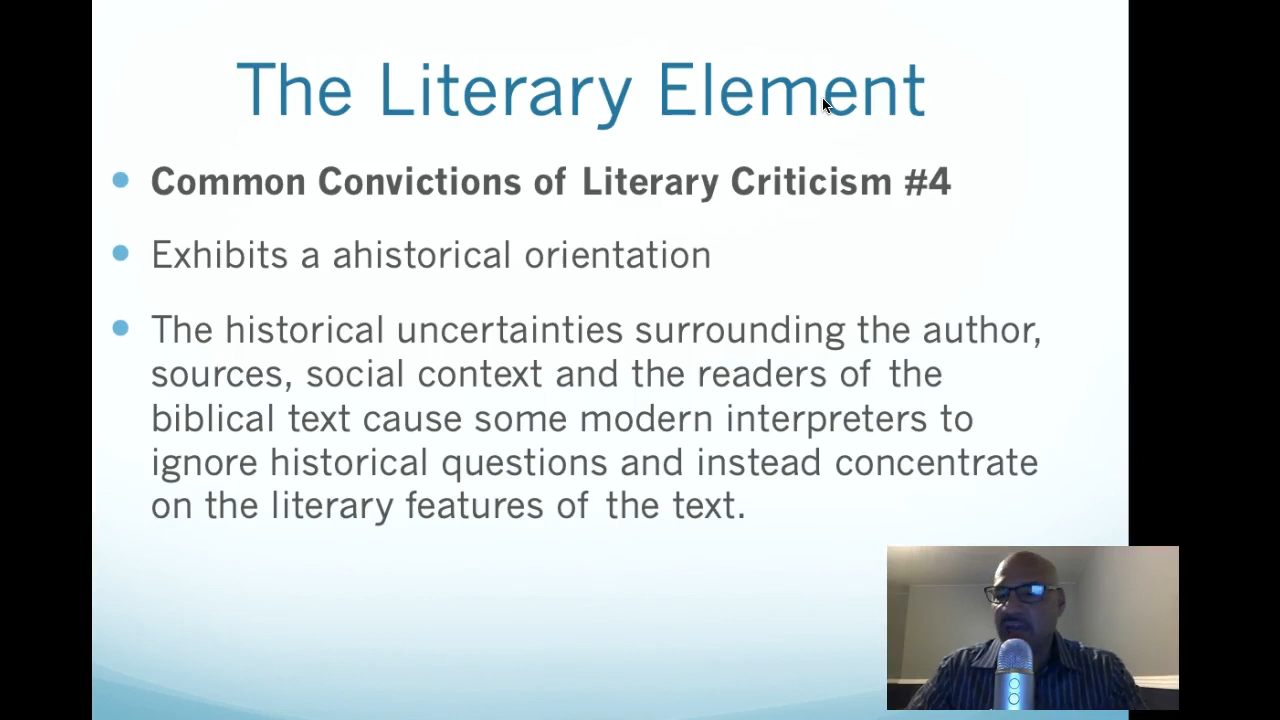 The Literary Element
Common Convictions of Literary Criticism #4
Exhibits a ahistorical orientation
The historical uncertainties surrounding the author,
sources, social context and the readers of the
biblical text cause some modern interpreters to
ignore historical questions and instead concentrate
on the literary features of the text.